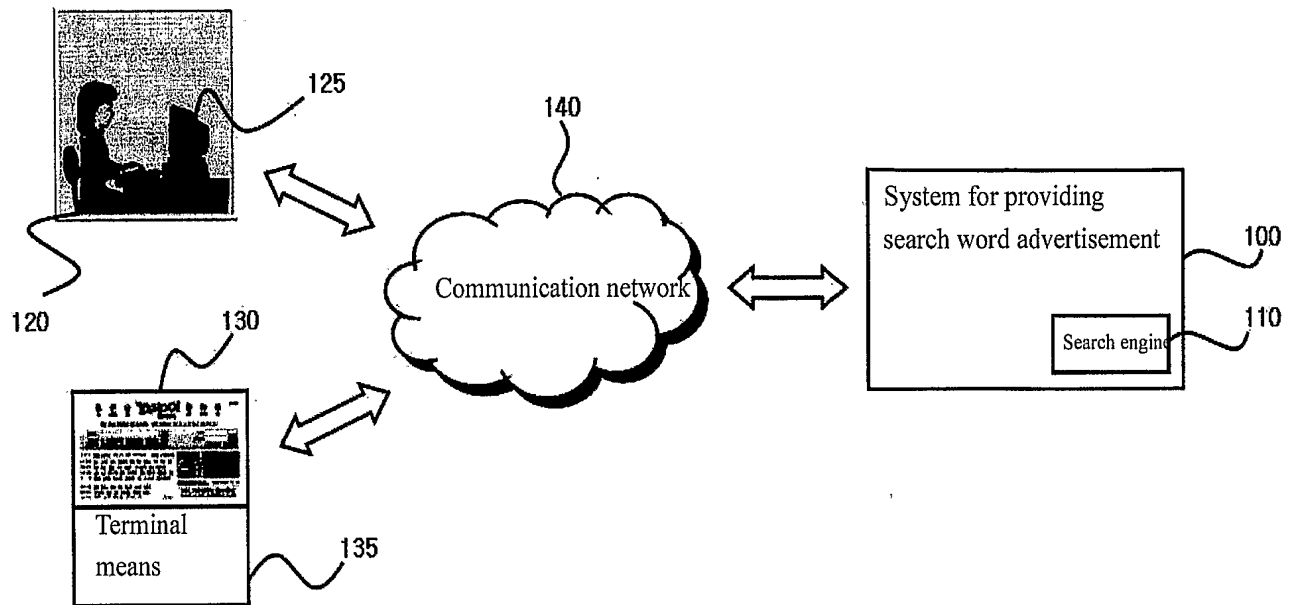 125
140
System for providing
search word advertisement
100
Communication network
120
130
110
Search engine
Yahoo!
Terminal
means
135